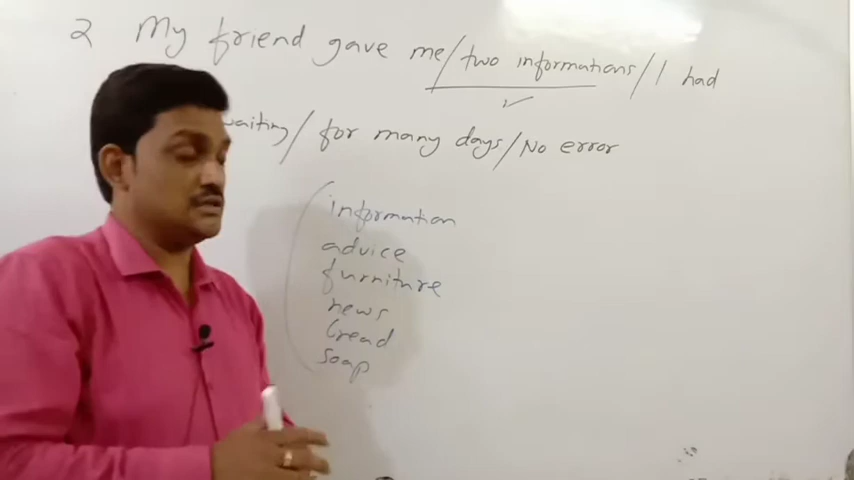 2 My friend gave me/two informations/I had
waiting/for many days/No error
information
advice
furniture
news
bread
soap